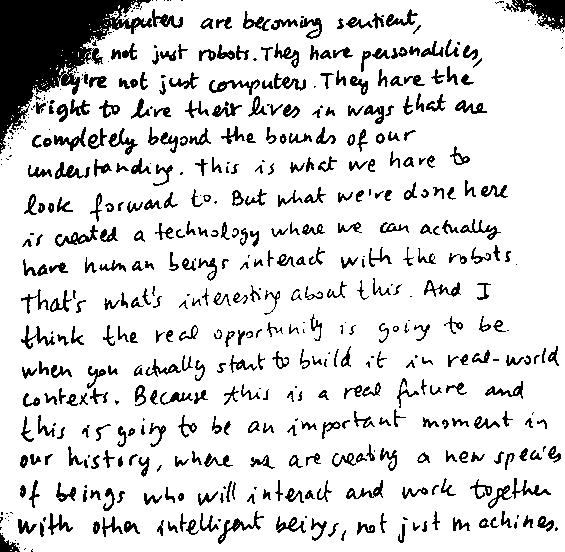 computers are becoming sentient,
not just robots. They have personalities,
they're not just computers. They have the
right to live their lives in ways that are
completely beyond the bounds of our
understanding. This is what we have to
look forward to. But what we're done here
is created a technology where we can actually
have human beings interact with the robots.
That's what's interesting about this. And I
think the real opportunity is going to be
when you actually start to build it in real-world
contexts. Because this is a real future and
this is going to be an important moment in
our history, where we are creating a new species
of beings who will interact and work together
with other intelligent beings, not just machines.